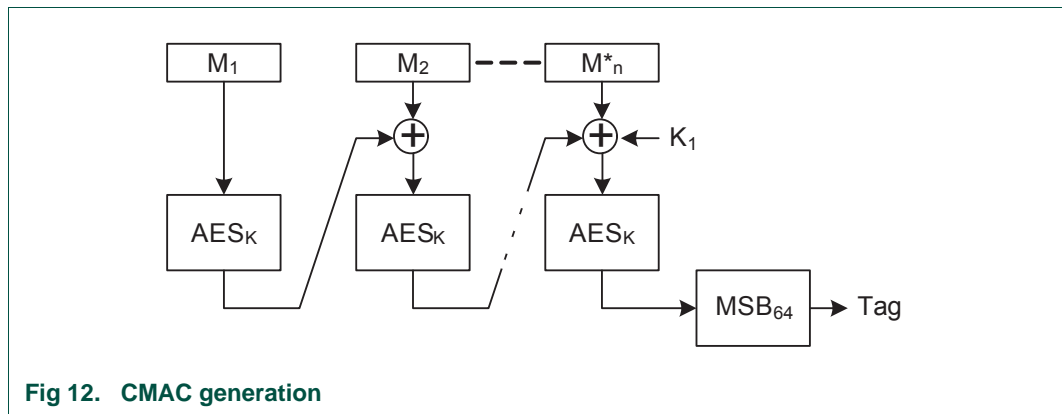 M1 M2 M*n
K1
AESK AESK AESK
MSB64 Tag
Fig 12. CMAC generation